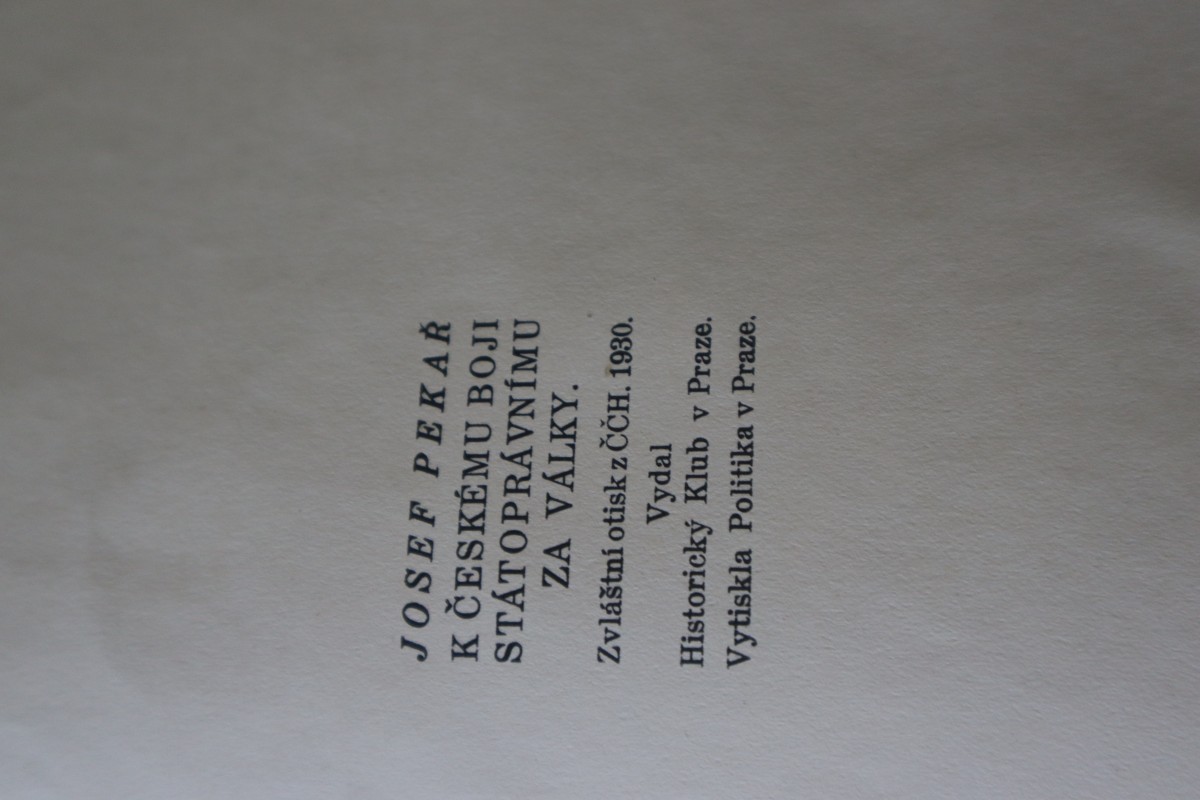 JOSEF PEKAŘ
K ČESKÉMU BOJI
STÁTOPRÁVNÍMU
ZA VÁLKY.
Zvláštní otisk z ČČH. 1930.
Vydal
Historický Klub v Praze.
Vytiskla Politika v Praze.